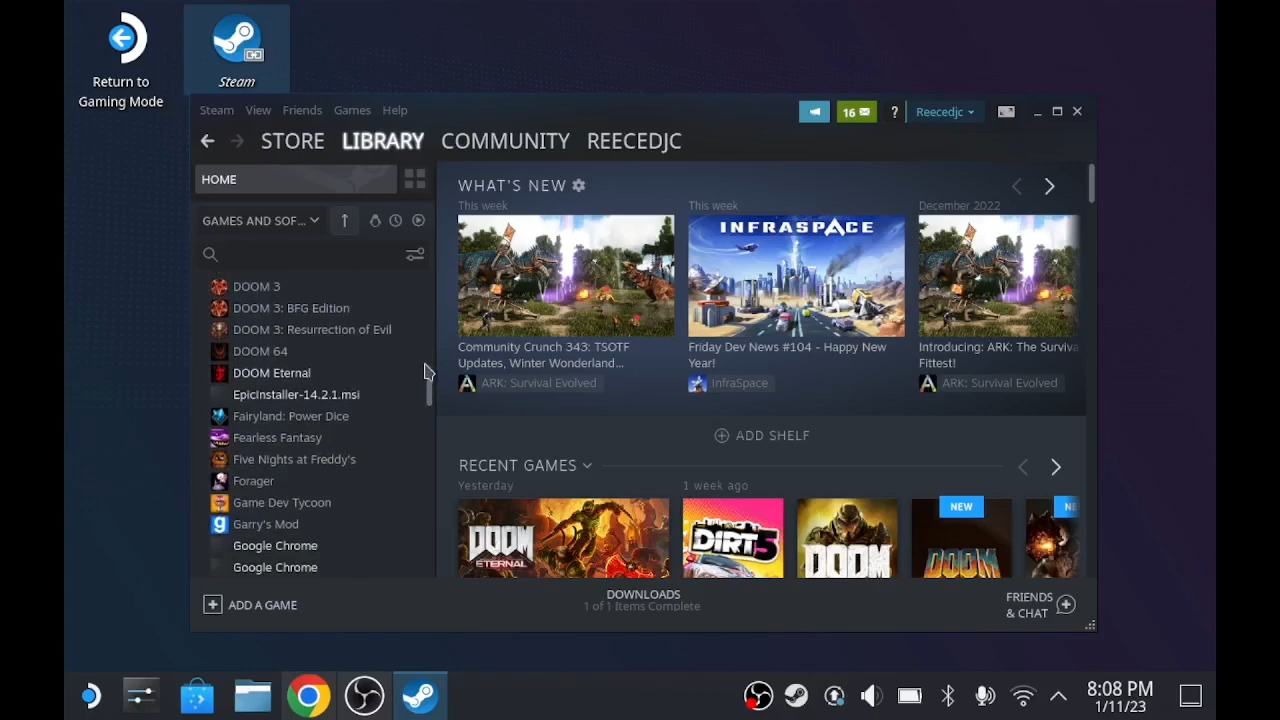 Return to
Gaming Mode
Steam
Steam View Friends Games Help
16
?
Reecedjc
STORE LIBRARY COMMUNITY REECEDJC
HOME
GAMES AND SOF...
DOOM 3
DOOM 3: BFG Edition
DOOM 3: Resurrection of Evil
DOOM 64
DOOM Eternal
EpicInstaller-14.2.1.msi
Fairyland: Power Dice
Fearless Fantasy
Five Nights at Freddy's
Forager
Game Dev Tycoon
Garry's Mod
Google Chrome
Google Chrome
ADD A GAME
WHAT'S NEW
This week
This week
December 2022
INFRASPACE
Community Crunch 343: TSOTF
Updates, Winter Wonderland...
ARK: Survival Evolved
Friday Dev News #104 - Happy New
Year!
InfraSpace
Introducing: ARK: The Surviva
Fittest!
ARK: Survival Evolved
ADD SHELF
RECENT GAMES
Yesterday
1 week ago
DOOM
ETERNAL
DIRT 5
DOOM
NEW
DOOM
NE
DOWNLOADS
1 of 1 Items Complete
FRIENDS
& CHAT
8:08 PM
1/11/23